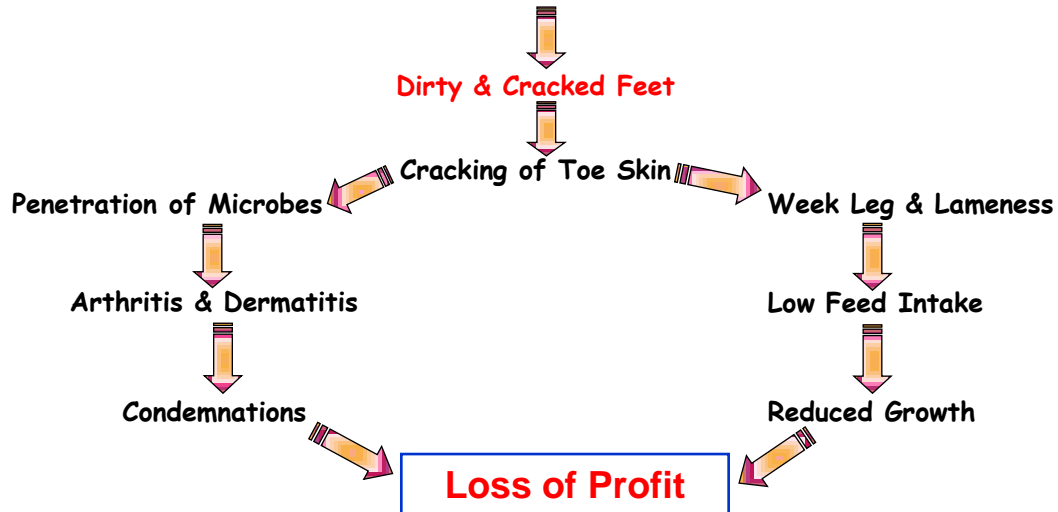 Dirty & Cracked Feet
Cracking of Toe Skin
Penetration of Microbes
Week Leg & Lameness
Arthritis & Dermatitis
Low Feed Intake
Condemnations
Reduced Growth
Loss of Profit